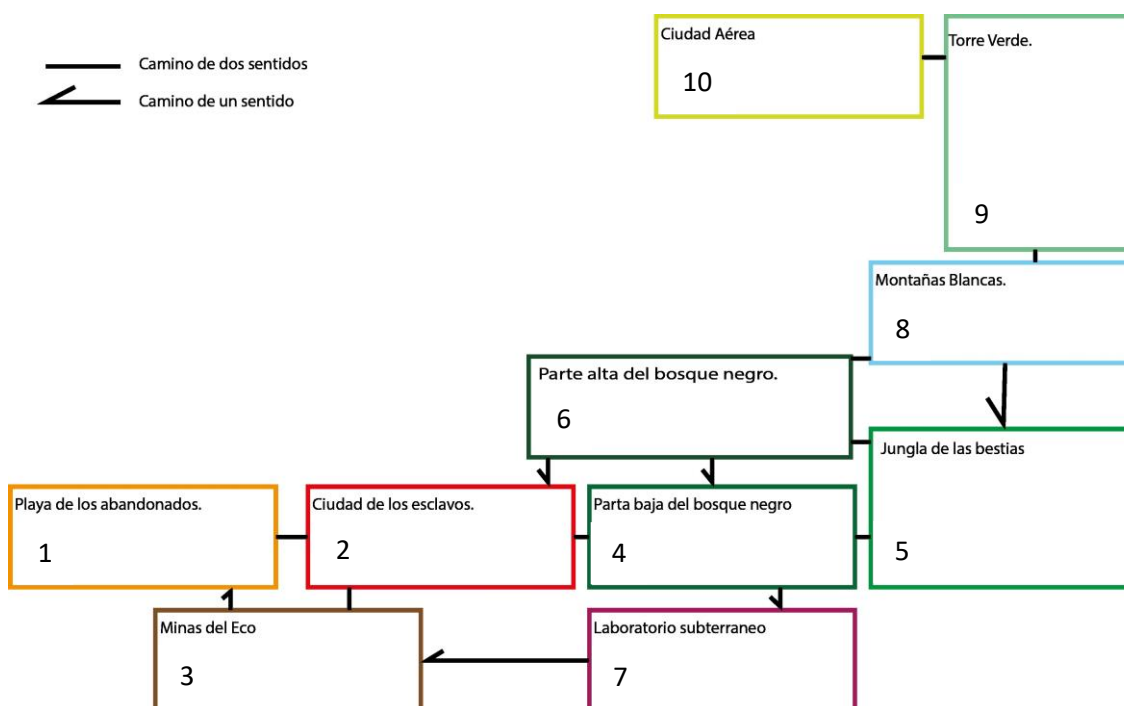 Camino de dos sentidos
Camino de un sentido
Ciudad Aérea
10
Torre Verde.
9
Montañas Blancas.
8
Parte alta del bosque negro.
6
Jungla de las bestias
5
Playa de los abandonados.
1
Ciudad de los esclavos.
2
Parta baja del bosque negro
4
Minas del Eco
3
Laboratorio subterraneo
7